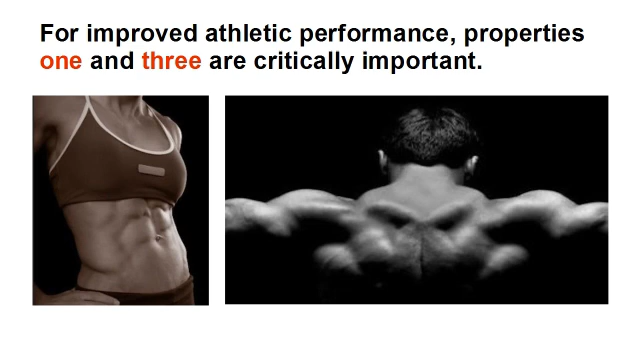 For improved athletic performance, properties
one and three are critically important.